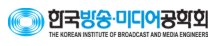 한국방송·미디어공학회
THE KOREAN INSTITUTE OF BROADCAST AND MEDIA ENGINEERS